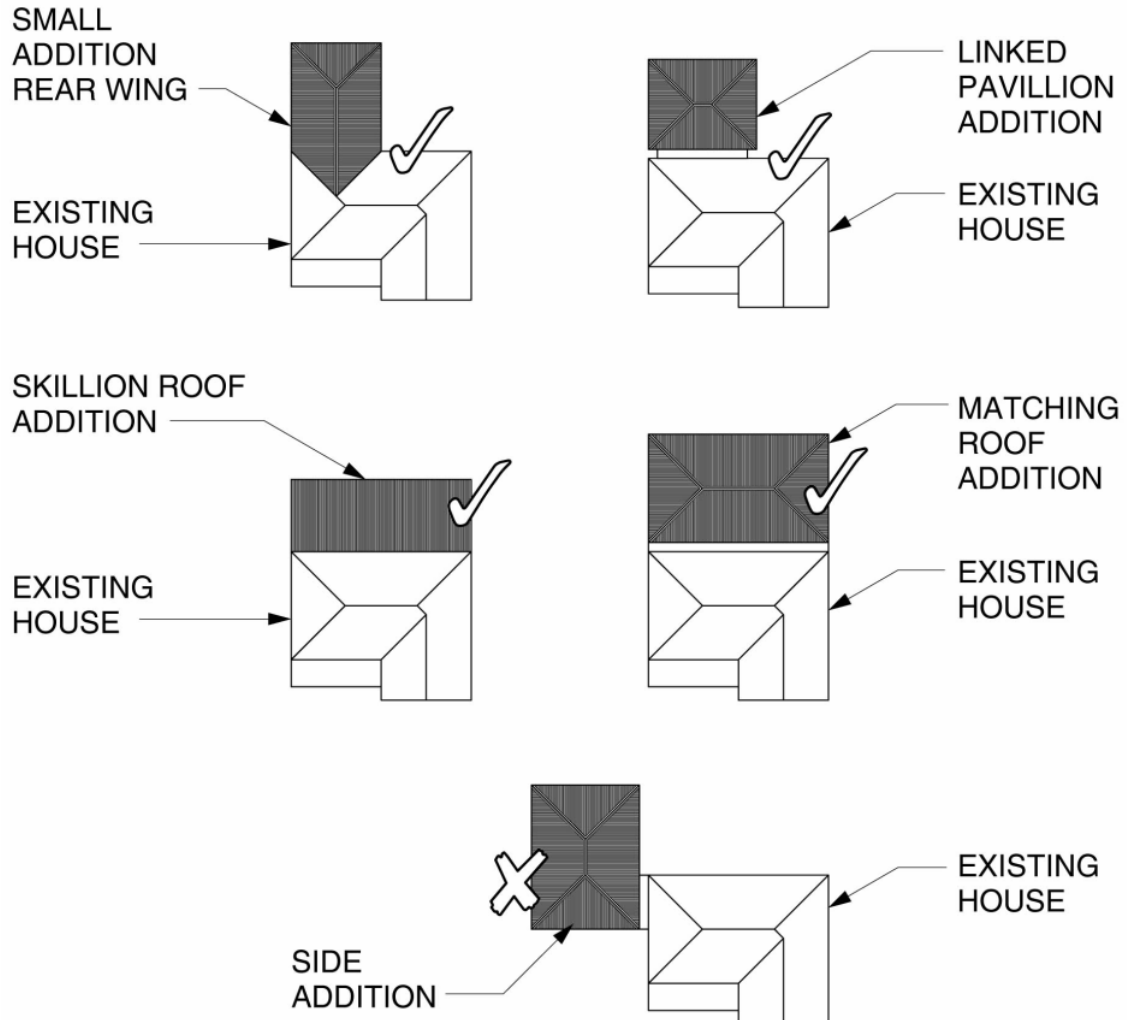 SMALL
ADDITION
REAR WING
EXISTING
HOUSE
LINKED
PAVILLION
ADDITION
EXISTING
HOUSE
SKILLION ROOF
ADDITION
EXISTING
HOUSE
MATCHING
ROOF
ADDITION
EXISTING
HOUSE
SIDE
ADDITION
EXISTING
HOUSE